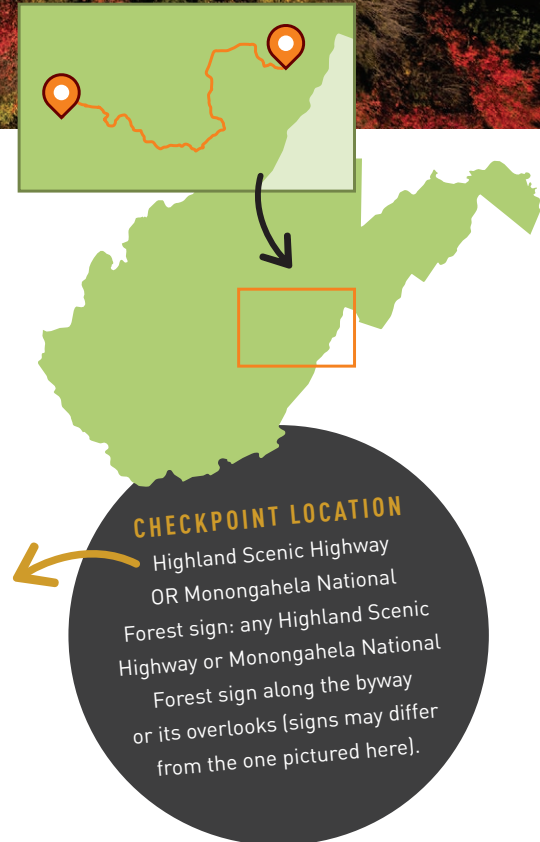 CHECKPOINT LOCATION
Highland Scenic Highway
OR Monongahela National
Forest sign: any Highland Scenic
Highway or Monongahela National
Forest sign along the byway
or its overlooks (signs may differ
from the one pictured here).